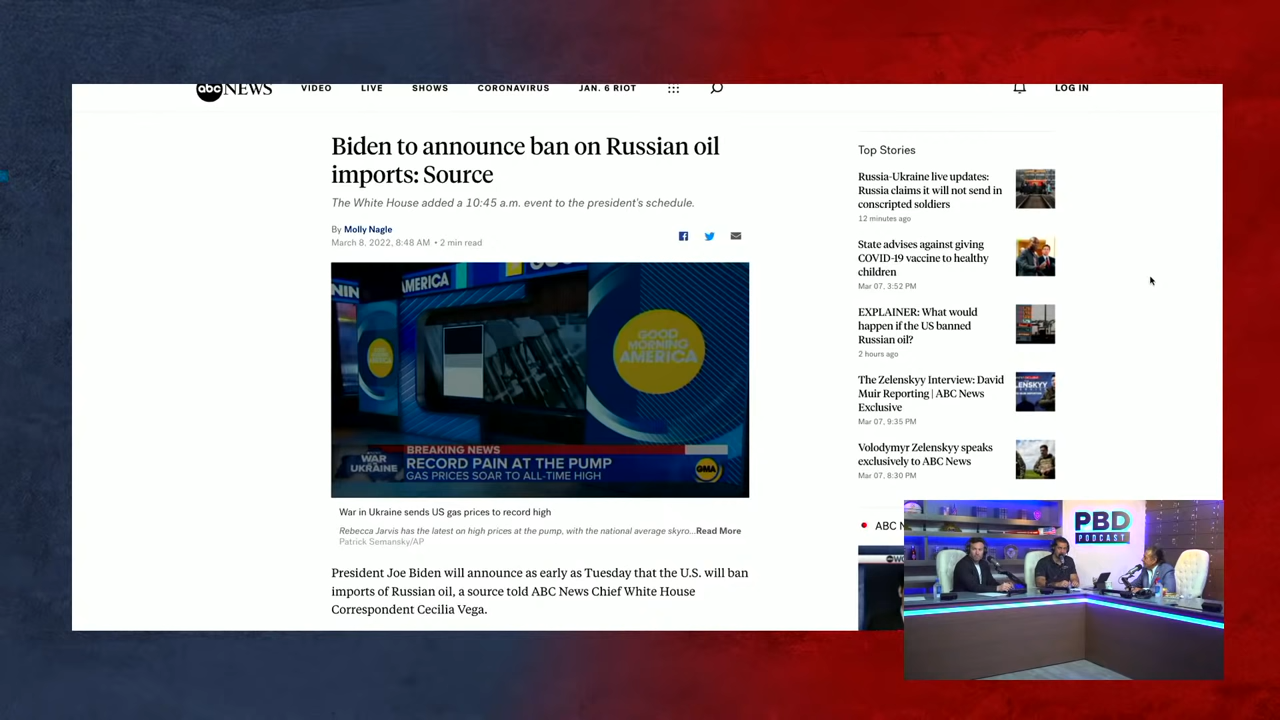 abc NEWS VIDEO LIVE SHOWS CORONAVIRUS JAN. 6 RIOT LOG IN
Biden to announce ban on Russian oil
imports: Source
The White House added a 10:45 a.m. event to the president's schedule.
By Molly Nagle
March 8, 2022, 8:48 AM • 2 min read
AMERICA
GOOD
MORNING
AMERICA
BREAKING NEWS
WAR IN
UKRAINE
RECORD PAIN AT THE PUMP
GAS PRICES SOAR TO ALL-TIME HIGH
GMA
War in Ukraine sends US gas prices to record high
Rebecca Jarvis has the latest on high prices at the pump, with the national average skyro...Read More
Patrick Semansky/AP
President Joe Biden will announce as early as Tuesday that the U.S. will ban
imports of Russian oil, a source told ABC News Chief White House
Correspondent Cecilia Vega.
Top Stories
Russia-Ukraine live updates:
Russia claims it will not send in
conscripted soldiers
12 minutes ago
State advises against giving
COVID-19 vaccine to healthy
children
Mar 07, 3:52 PM
EXPLAINER: What would
happen if the US banned
Russian oil?
2 hours ago
The Zelenskyy Interview: David
Muir Reporting | ABC News
Exclusive
Mar 07, 9:35 PM
Volodymyr Zelenskyy speaks
exclusively to ABC News
Mar 07, 8:30 PM
ABC N
PBD
PODCAST